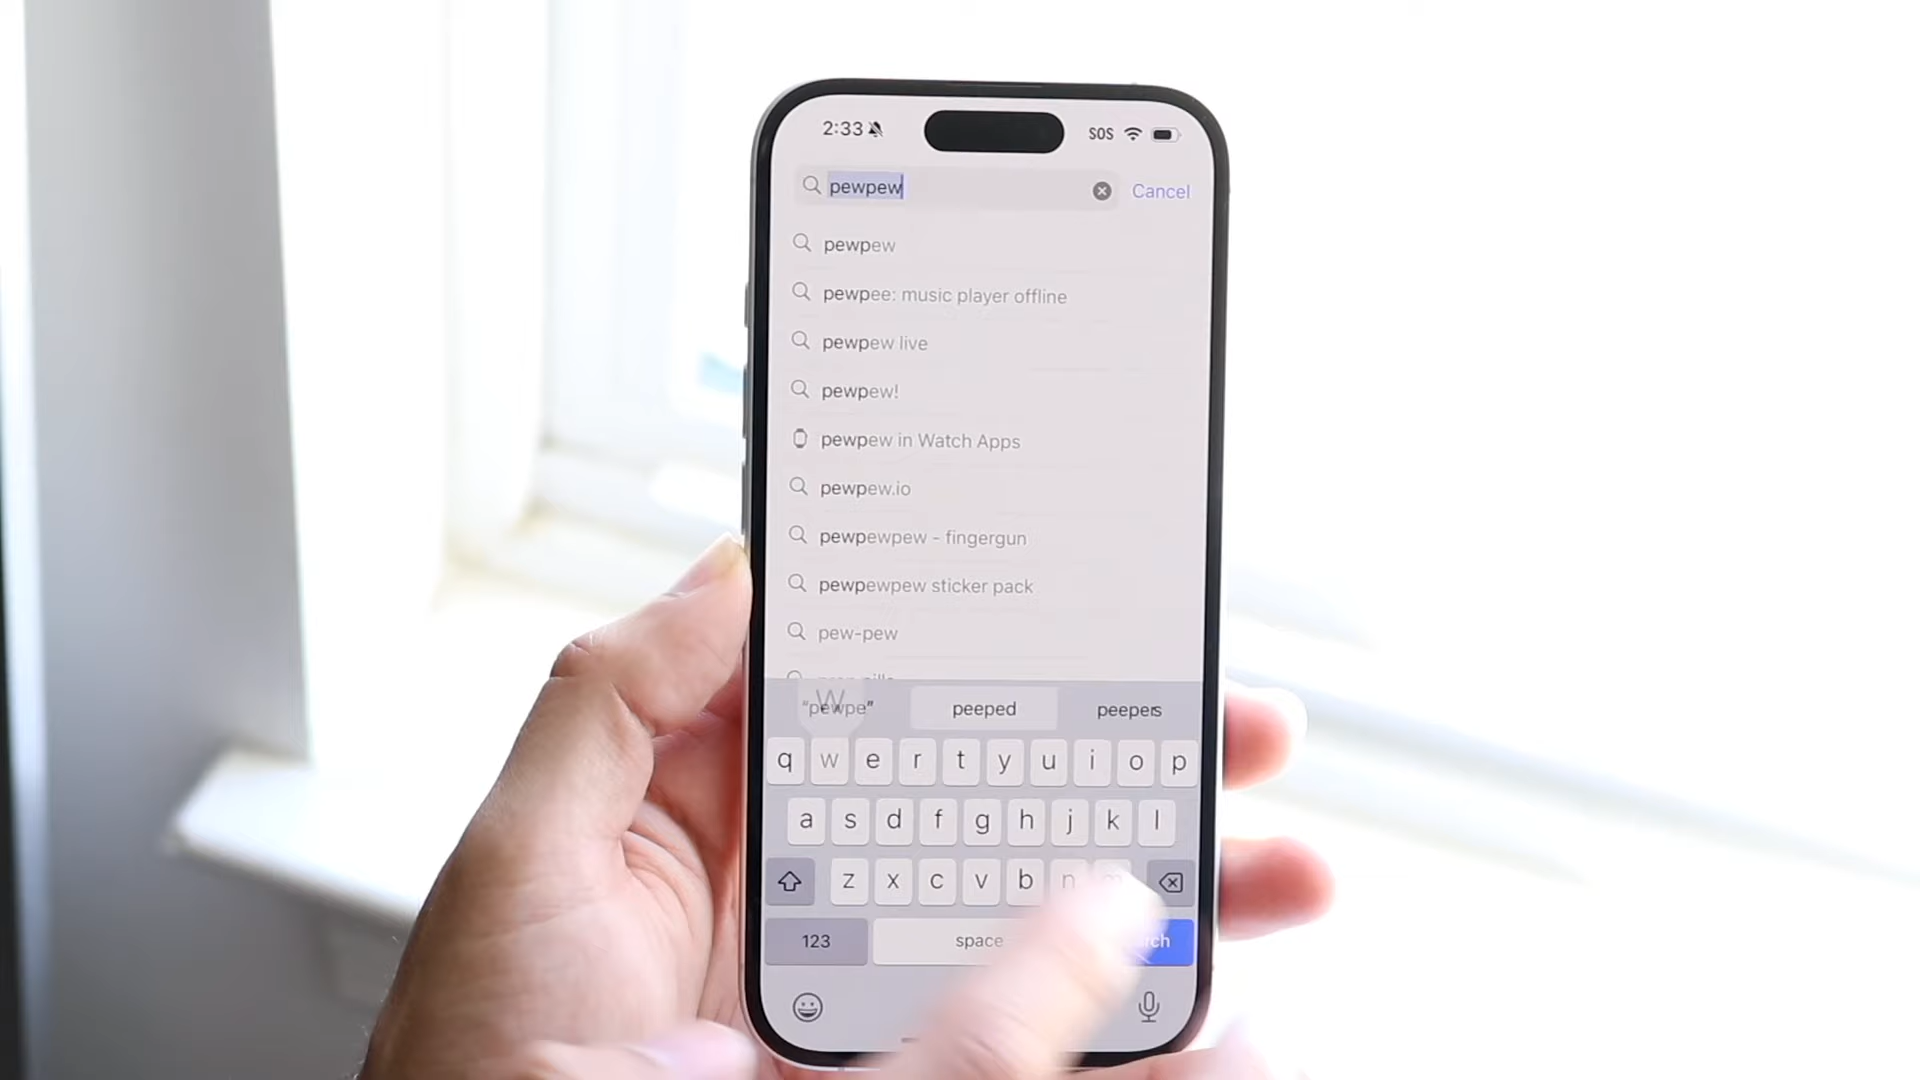 2:33 SOS
pewpew Cancel
pewpew
pewpee: music player offline
pewpew live
pewpew!
pewpew in Watch Apps
pewpew.io
pewpewpew - fingergun
pewpewpew sticker pack
pew-pew
W
"pewpe" peeped peepers
q w e r t y u i o p
a s d f g h j k l
z x c v b n m
123 space